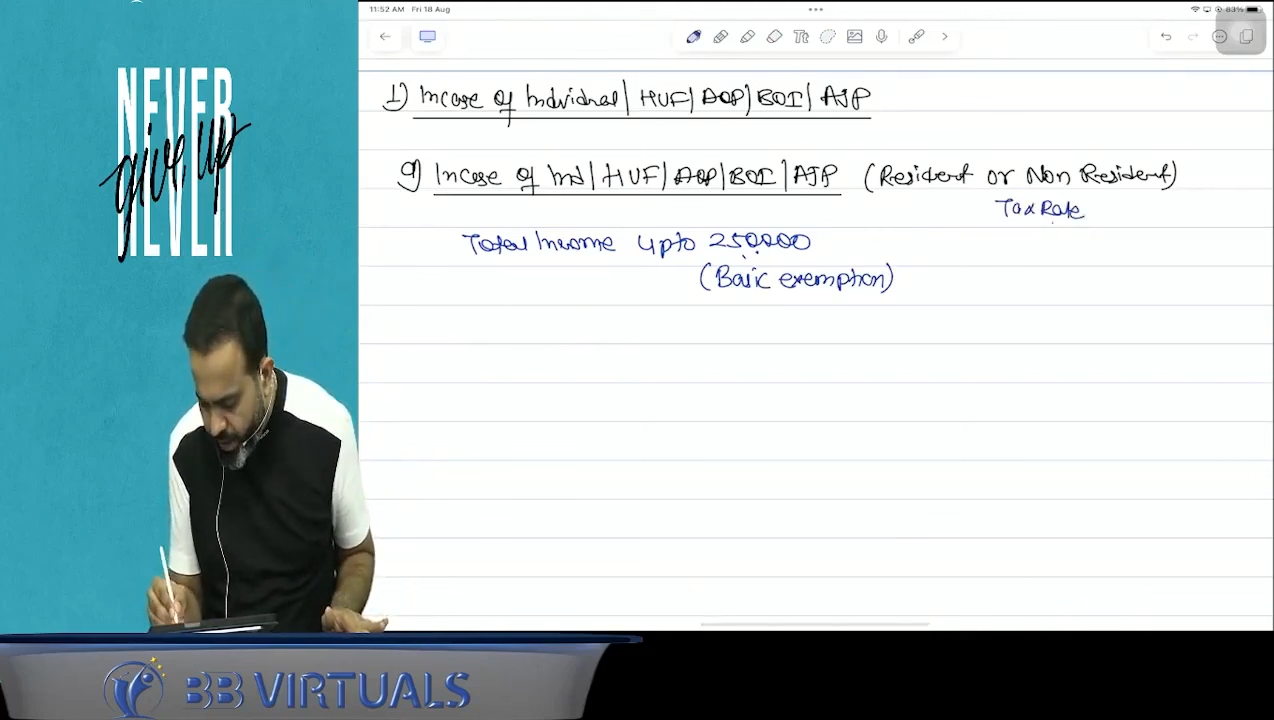 11:52 AM Fri 18 Aug
83%
NEVER
give up
NEVER
1) Incase of Individual | HUF | AOP | BOI | AJP
a) Incase of Ind | HUF | AOP | BOI | AJP (Resident or Non Resident)
Tax Rate
Total Income upto 250000
(Basic exemption)
BB VIRTUALS